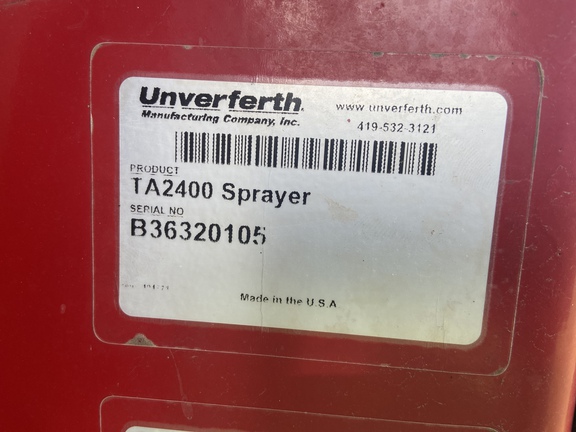 Unverferth
www.unverferth.com
Manufacturing Company, Inc.
419-532-3121
PRODUCT
TA2400 Sprayer
SERIAL NO
B36320105
Made in the U.S.A